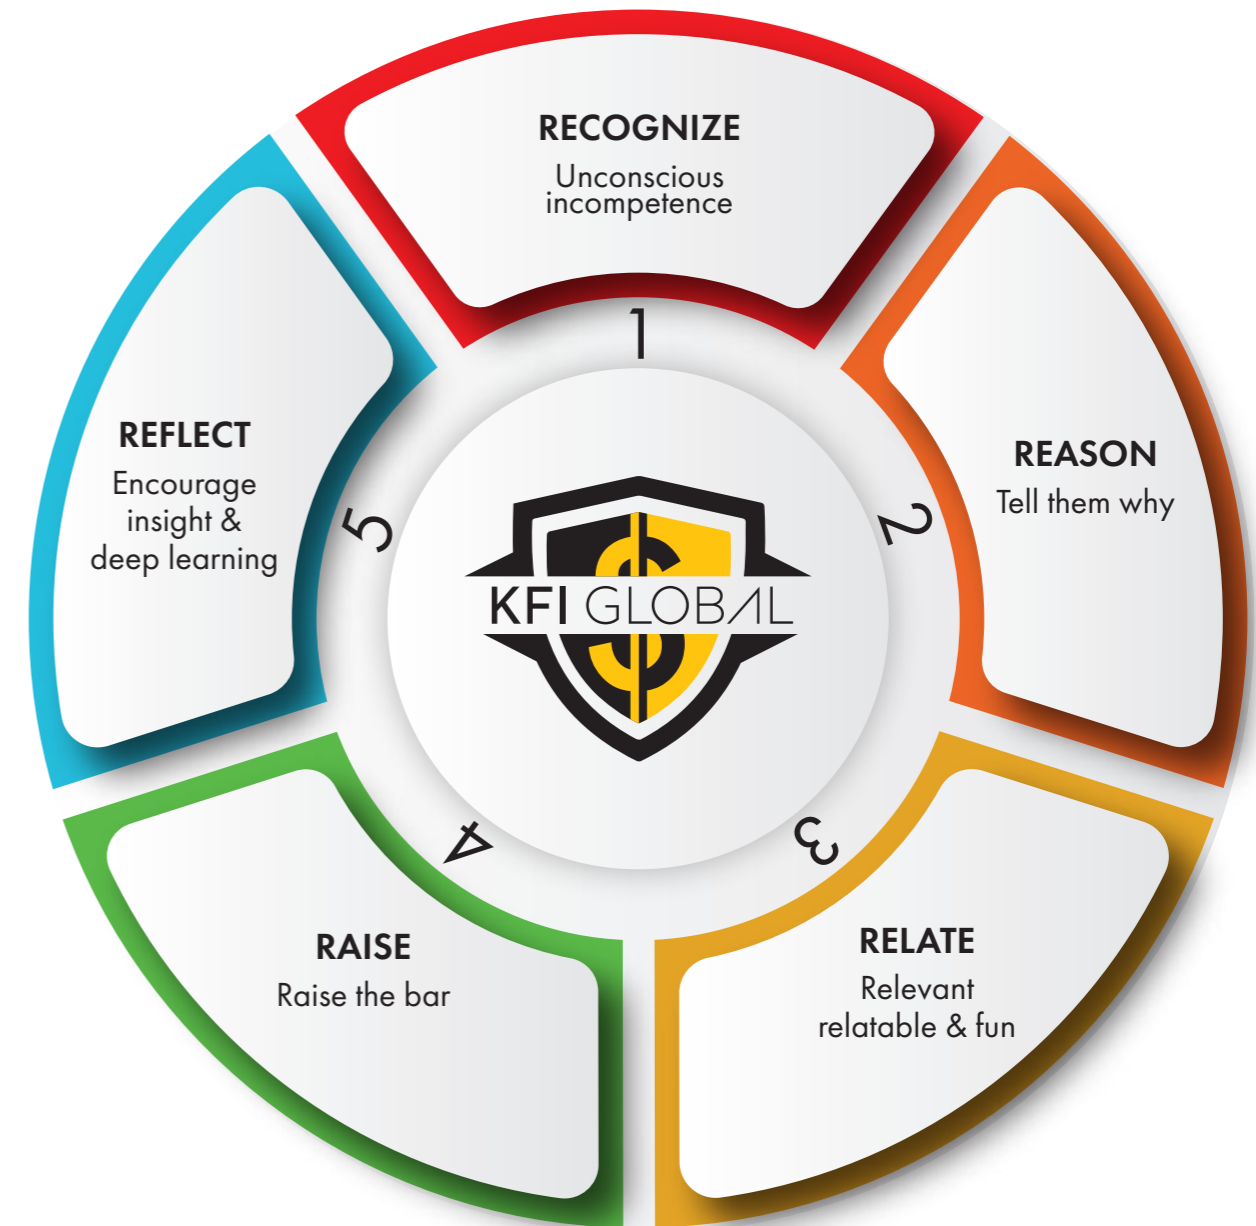 RECOGNIZE
Unconscious
incompetence
1
REASON
Tell them why
2
RELATE
Relevant
relatable & fun
3
RAISE
Raise the bar
4
REFLECT
Encourage
insight &
deep learning
5
$
KFI GLOBAL